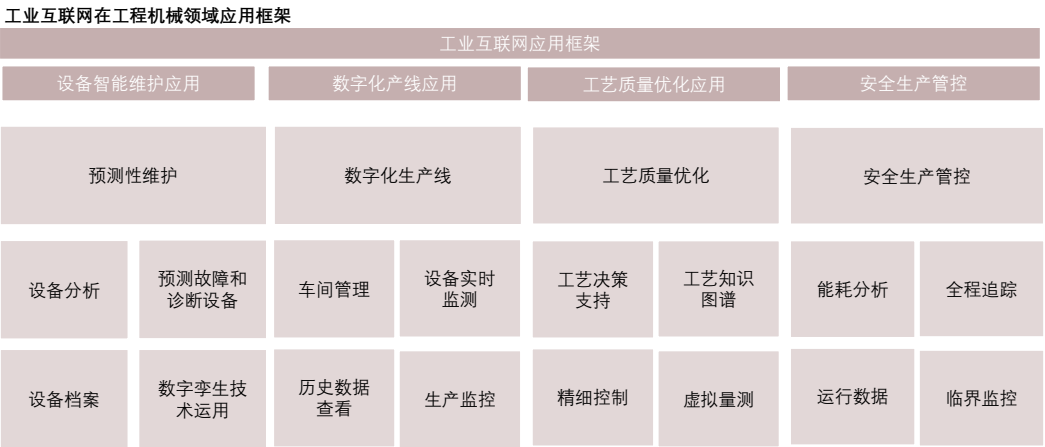 工业互联网在工程机械领域应用框架
工业互联网应用框架
设备智能维护应用
数字化产线应用
工艺质量优化应用
安全生产管控
预测性维护
数字化生产线
工艺质量优化
安全生产管控
设备分析
预测故障和
诊断设备
车间管理
设备实时
监测
工艺决策
支持
工艺知识
图谱
能耗分析
全程追踪
设备档案
数字孪生技
术运用
历史数据
查看
生产监控
精细控制
虚拟量测
运行数据
临界监控